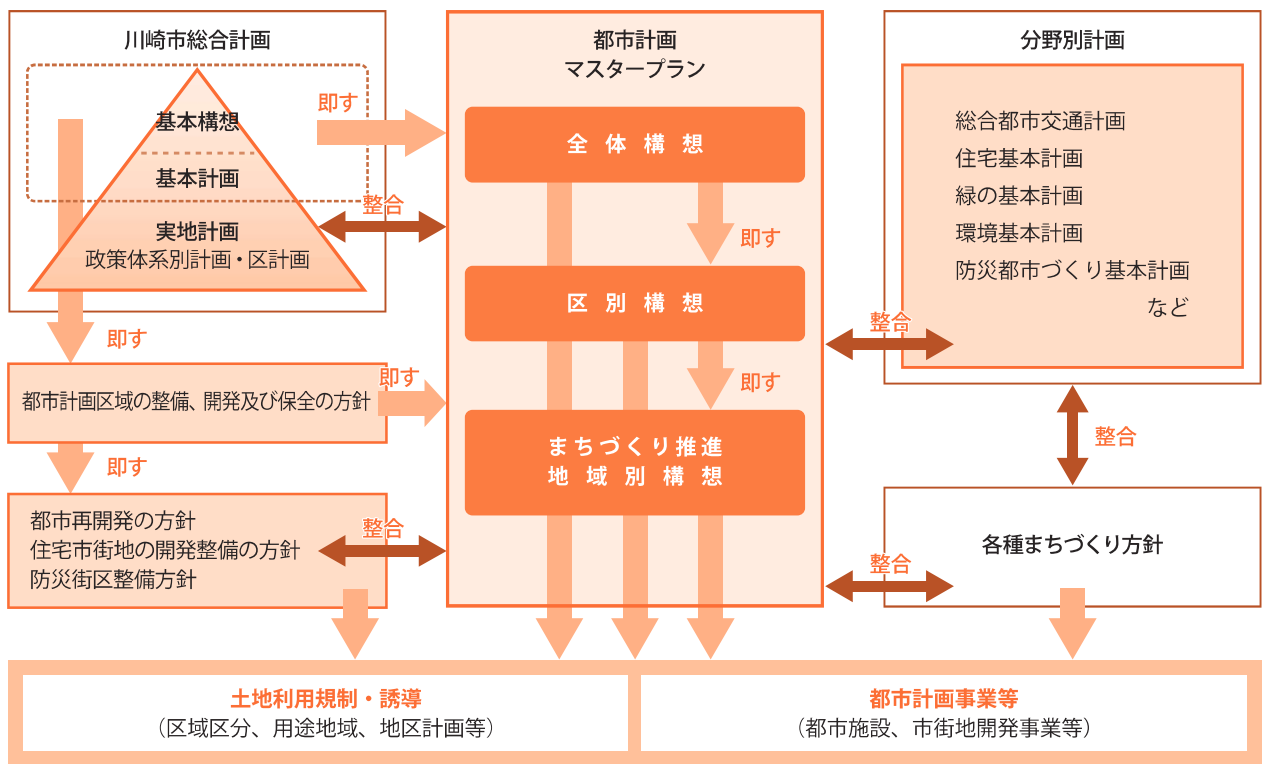 川崎市総合計画
基本構想
基本計画
実地計画
政策体系別計画・区計画
即す
整合
即す
都市計画区域の整備、開発及び保全の方針
即す
即す
都市再開発の方針
住宅市街地の開発整備の方針
防災街区整備方針
整合
都市計画
マスタープラン
全体構想
即す
区別構想
即す
まちづくり推進
地域別構想
分野別計画
総合都市交通計画
住宅基本計画
緑の基本計画
環境基本計画
防災都市づくり基本計画
など
整合
整合
各種まちづくり方針
整合
土地利用規制・誘導
（区域区分、用途地域、地区計画等）
都市計画事業等
（都市施設、市街地開発事業等）